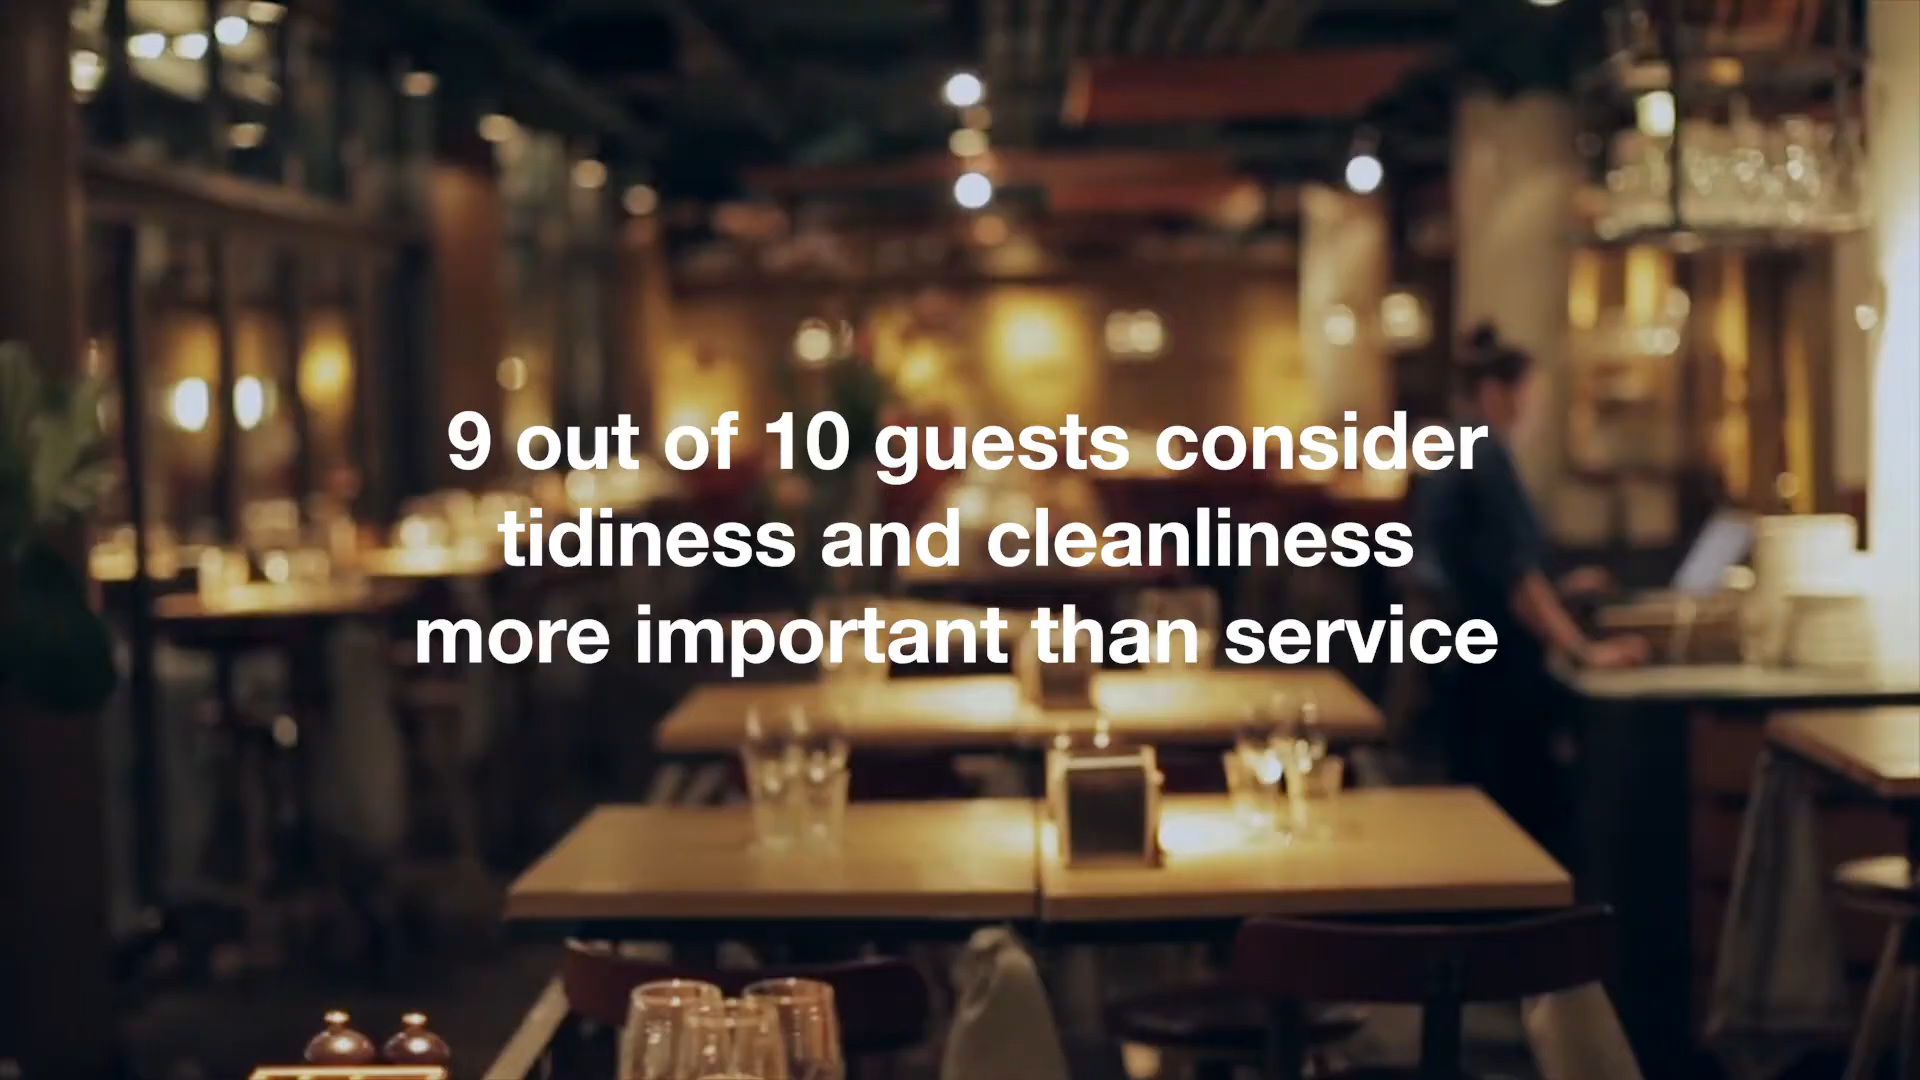 9 out of 10 guests consider
tidiness and cleanliness
more important than service